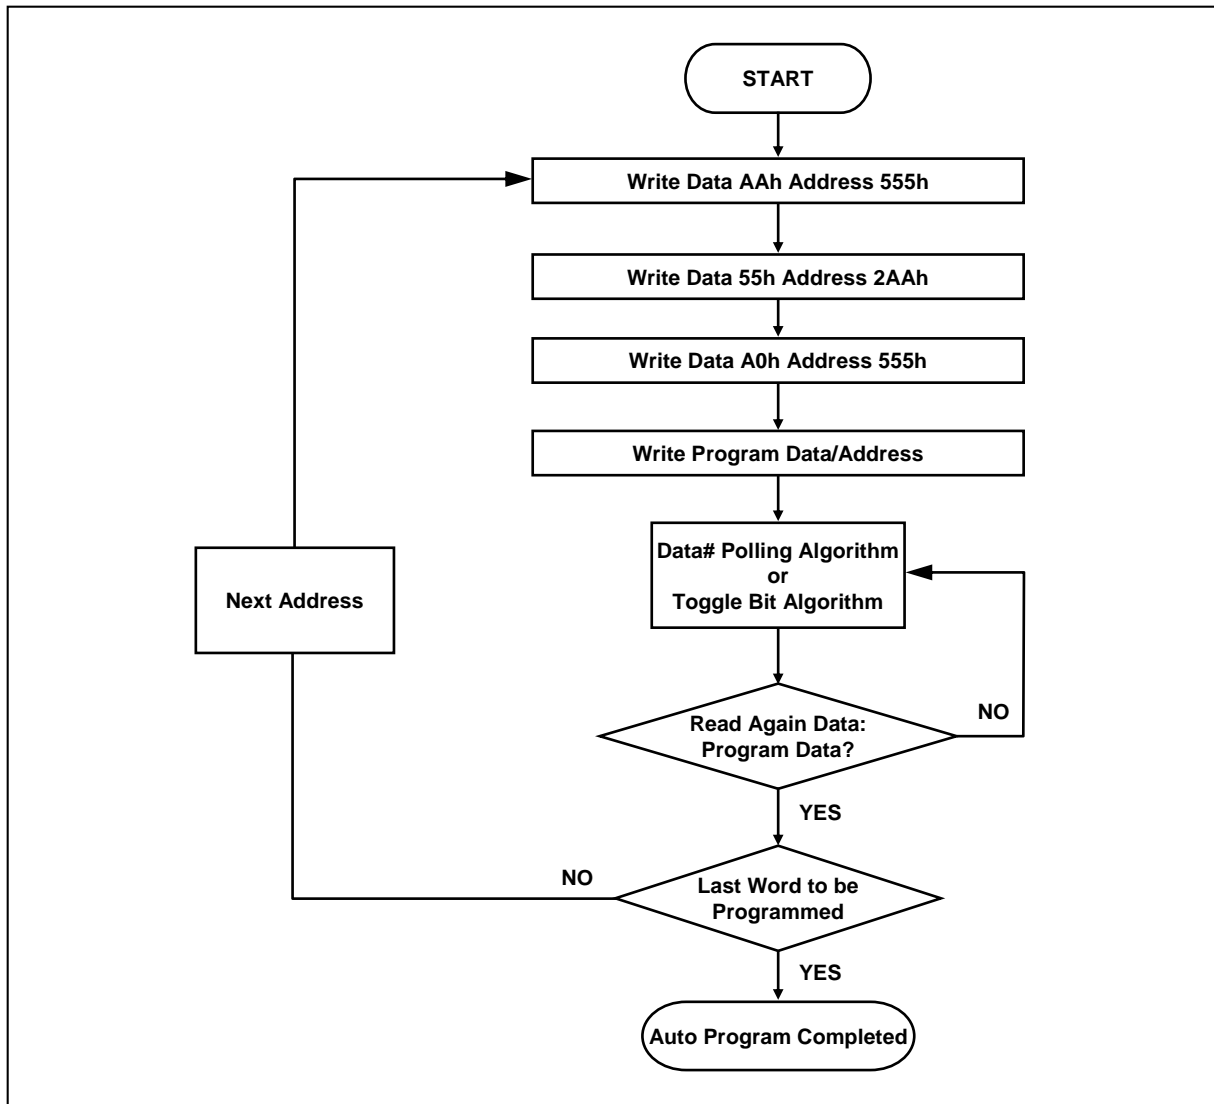 START
Write Data AAh Address 555h
Write Data 55h Address 2AAh
Write Data A0h Address 555h
Write Program Data/Address
Data# Polling Algorithm
or
Toggle Bit Algorithm
Next Address
Read Again Data:
Program Data?
NO
YES
Last Word to be
Programmed
NO
YES
Auto Program Completed